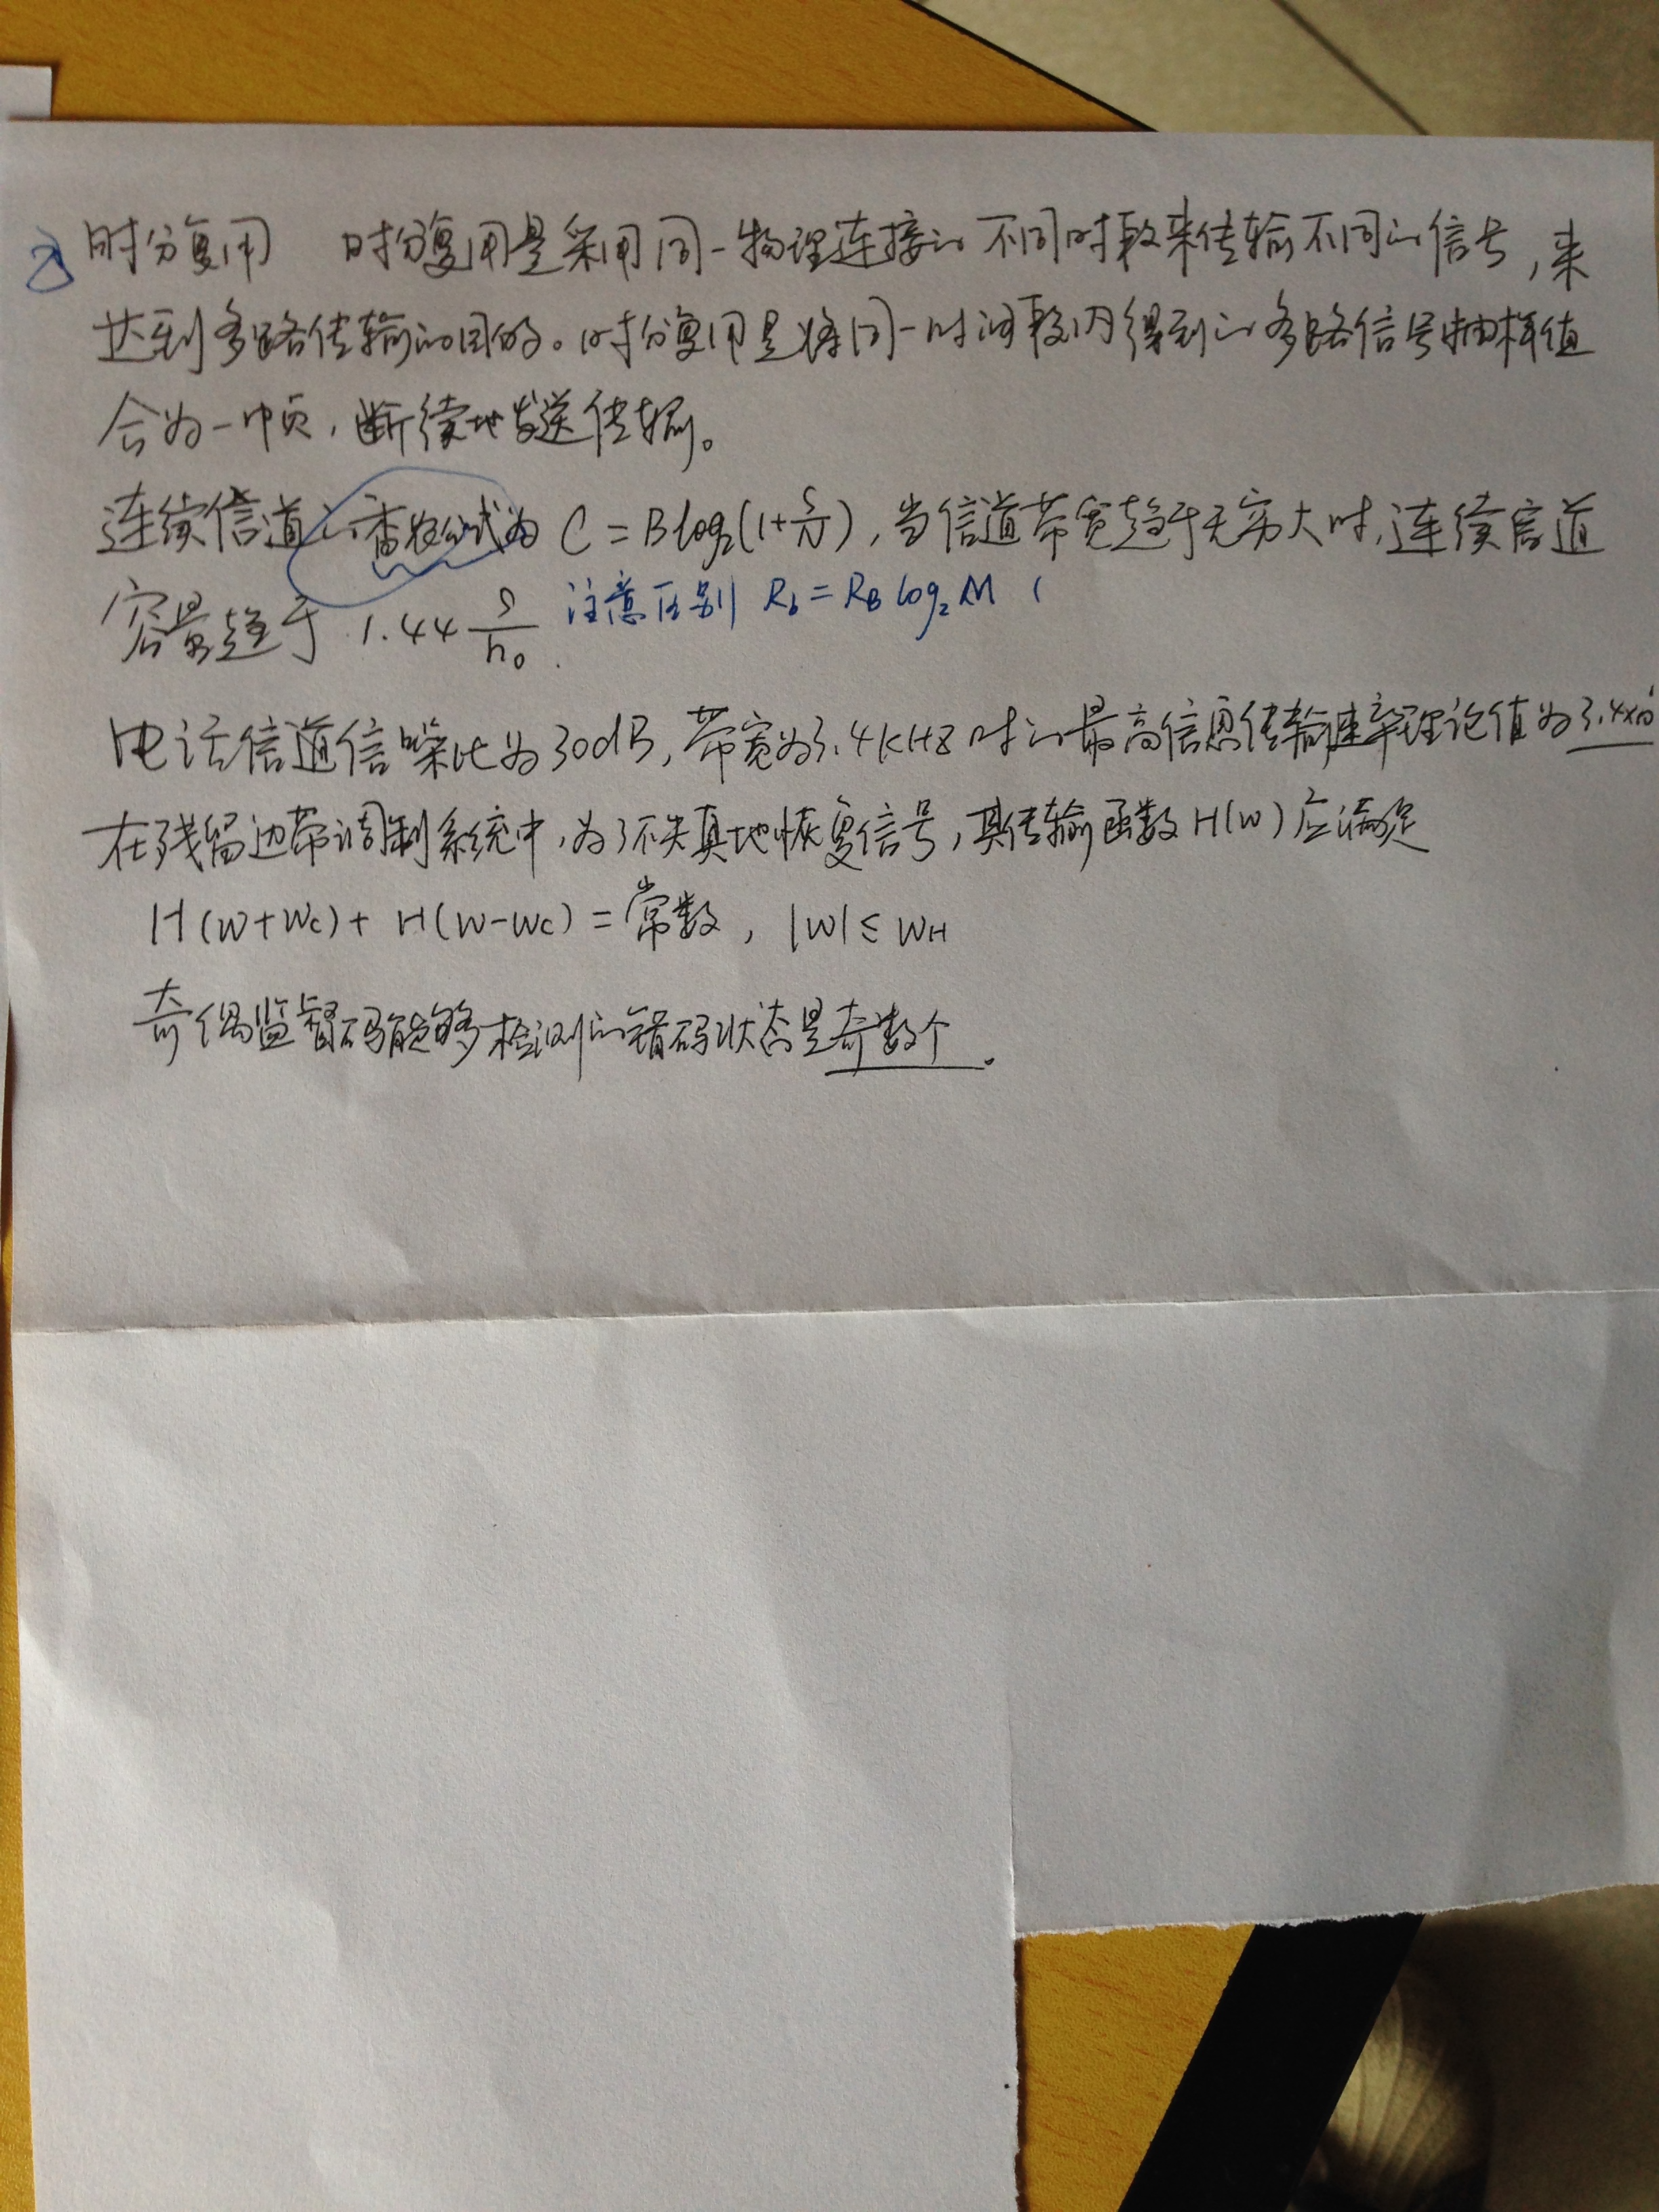 时分复用 时分复用是采用同一物理连接的不同时段来传输不同的信号,来
达到多路传输的目的。时分复用是将同一时间段内得到的多路信号抽样值
合为一帧,断续地发送传输。
连续信道的香农公式为 C=Blog₂(1+S/N),当信道带宽趋于无穷大时,连续信道
容量趋于 1.44 S/n₀.
注意区别 R_b=R_B log₂M (
电话信道信噪比为30dB,带宽为3.4kHz时的最高信息传输速率理论值为3.4×10
在残留边带调制系统中,为了不失真地恢复信号,其传输函数H(w)应满足
H(w+wc)+H(w-wc)=常数,|w|≤wH
奇偶监督码能够检测的错码状态是奇数个。